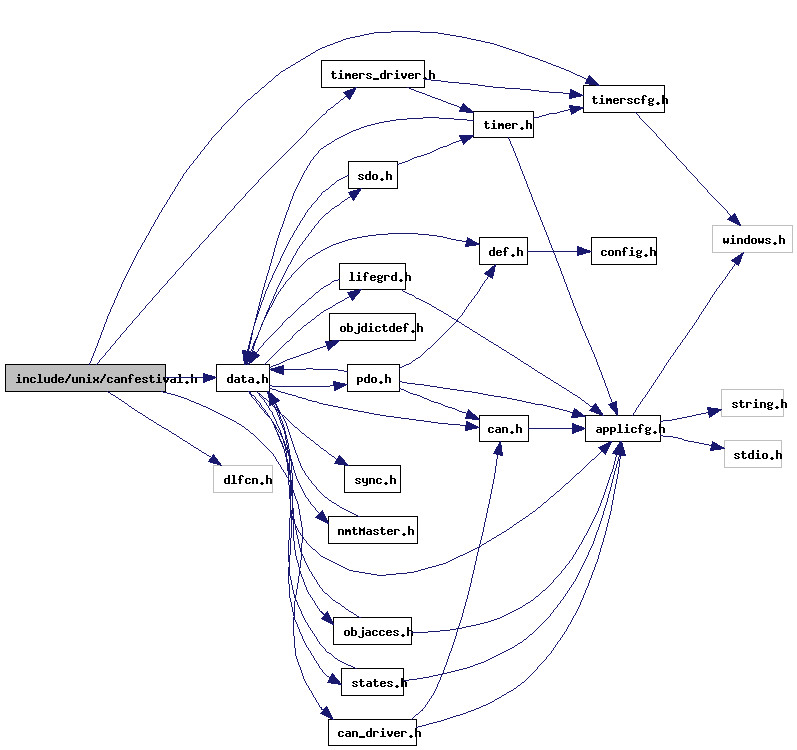 timers_driver.h
timerscfg.h
timer.h
sdo.h
windows.h
def.h
config.h
lifegrd.h
objdictdef.h
include/unix/canfestival.h
data.h
pdo.h
string.h
can.h
applicfg.h
stdio.h
dlfcn.h
sync.h
nmtMaster.h
objacces.h
states.h
can_driver.h